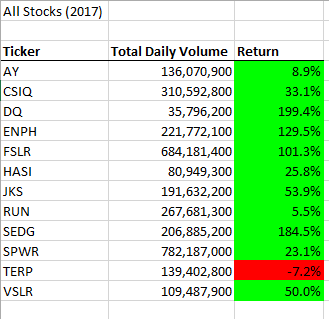 All Stocks (2017)
Ticker Total Daily Volume Return
AY 136,070,900 8.9%
CSIQ 310,592,800 33.1%
DQ 35,796,200 199.4%
ENPH 221,772,100 129.5%
FSLR 684,181,400 101.3%
HASI 80,949,300 25.8%
JKS 191,632,200 53.9%
RUN 267,681,300 5.5%
SEDG 206,885,200 184.5%
SPWR 782,187,000 23.1%
TERP 139,402,800 -7.2%
VSLR 109,487,900 50.0%